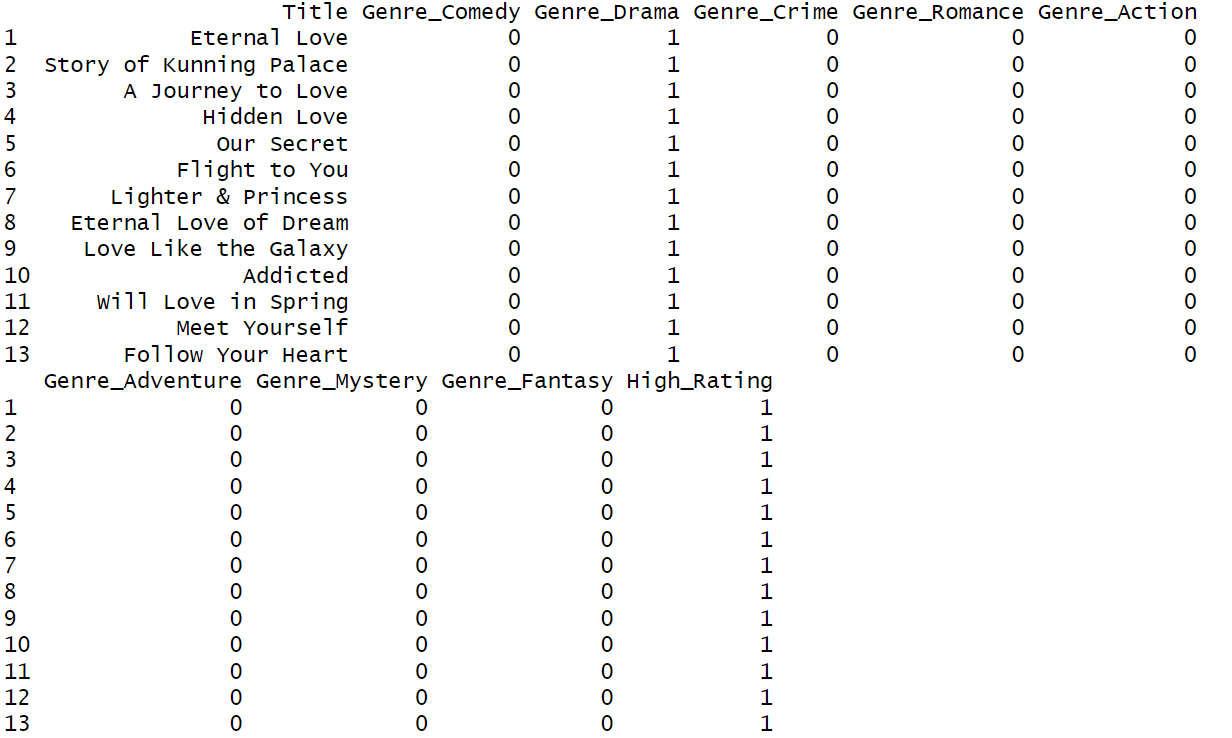 Title Genre_Comedy Genre_Drama Genre_Crime Genre_Romance Genre_Action
1 Eternal Love 0 1 0 0 0
2 Story of Kunning Palace 0 1 0 0 0
3 A Journey to Love 0 1 0 0 0
4 Hidden Love 0 1 0 0 0
5 Our Secret 0 1 0 0 0
6 Flight to You 0 1 0 0 0
7 Lighter & Princess 0 1 0 0 0
8 Eternal Love of Dream 0 1 0 0 0
9 Love Like the Galaxy 0 1 0 0 0
10 Addicted 0 1 0 0 0
11 Will Love in Spring 0 1 0 0 0
12 Meet Yourself 0 1 0 0 0
13 Follow Your Heart 0 1 0 0 0
Genre_Adventure Genre_Mystery Genre_Fantasy High_Rating
1 0 0 0 1
2 0 0 0 1
3 0 0 0 1
4 0 0 0 1
5 0 0 0 1
6 0 0 0 1
7 0 0 0 1
8 0 0 0 1
9 0 0 0 1
10 0 0 0 1
11 0 0 0 1
12 0 0 0 1
13 0 0 0 1